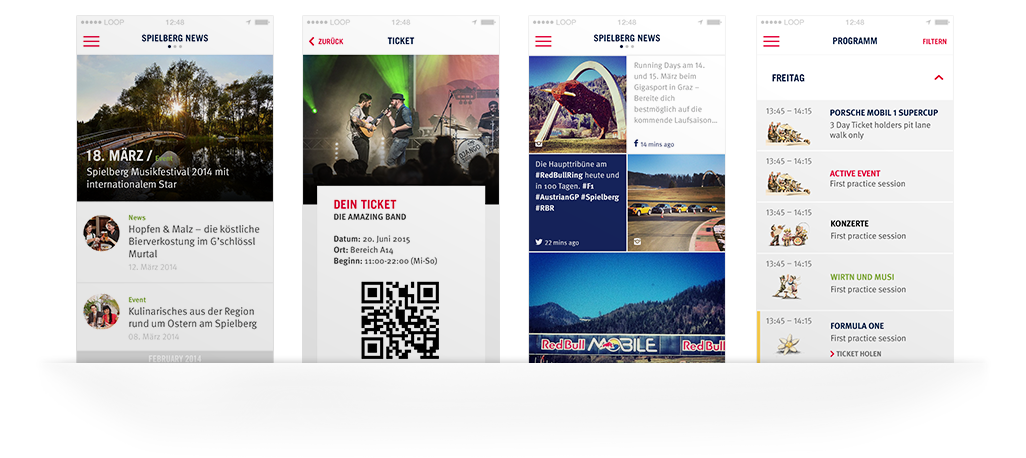 ●●●●● LOOP 12:48
SPIELBERG NEWS
18. MÄRZ / Event
Spielberg Musikfestival 2014 mit
internationalem Star
News
Hopfen & Malz – die köstliche
Bierverkostung im G'schlössl
Murtal
12. März 2014
Event
Kulinarisches aus der Region
rund um Ostern am Spielberg
08. März 2014
FEBRUARY 2014
●●●●● LOOP 12:48
ZURÜCK TICKET
DJANGO
DEIN TICKET
DIE AMAZING BAND
Datum: 20. Juni 2015
Ort: Bereich A14
Beginn: 11:00-22:00 (Mi-So)
●●●●● LOOP 12:48
SPIELBERG NEWS
Running Days am 14.
und 15. März beim
Gigasport in Graz –
Bereite dich
bestmöglich auf die
kommende Laufsaison...
14 mins ago
Die Haupttribüne am
#RedBullRing heute und
in 100 Tagen. #F1
#AustrianGP #Spielberg
#RBR
22 mins ago
Red Bull MOBILE Red Bull
●●●●● LOOP 12:48
PROGRAMM FILTERN
FREITAG
13:45 – 14:15 PORSCHE MOBIL 1 SUPERCUP
3 Day Ticket holders pit lane
walk only
13:45 – 14:15 ACTIVE EVENT
First practice session
13:45 – 14:15 KONZERTE
First practice session
13:45 – 14:15 WIRTN UND MUSI
First practice session
13:45 – 14:15 FORMULA ONE
First practice session
TICKET HOLEN